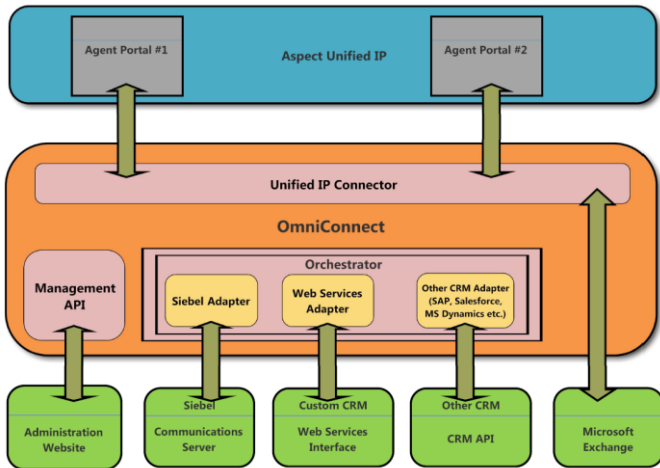 Agent Portal #1
Aspect Unified IP
Agent Portal #2
Unified IP Connector
OmniConnect
Orchestrator
Management
API
Siebel Adapter
Web Services
Adapter
Other CRM Adapter
(SAP, Salesforce,
MS Dynamics etc.)
Administration
Website
Siebel
Communications
Server
Custom CRM
Web Services
Interface
Other CRM
CRM API
Microsoft
Exchange